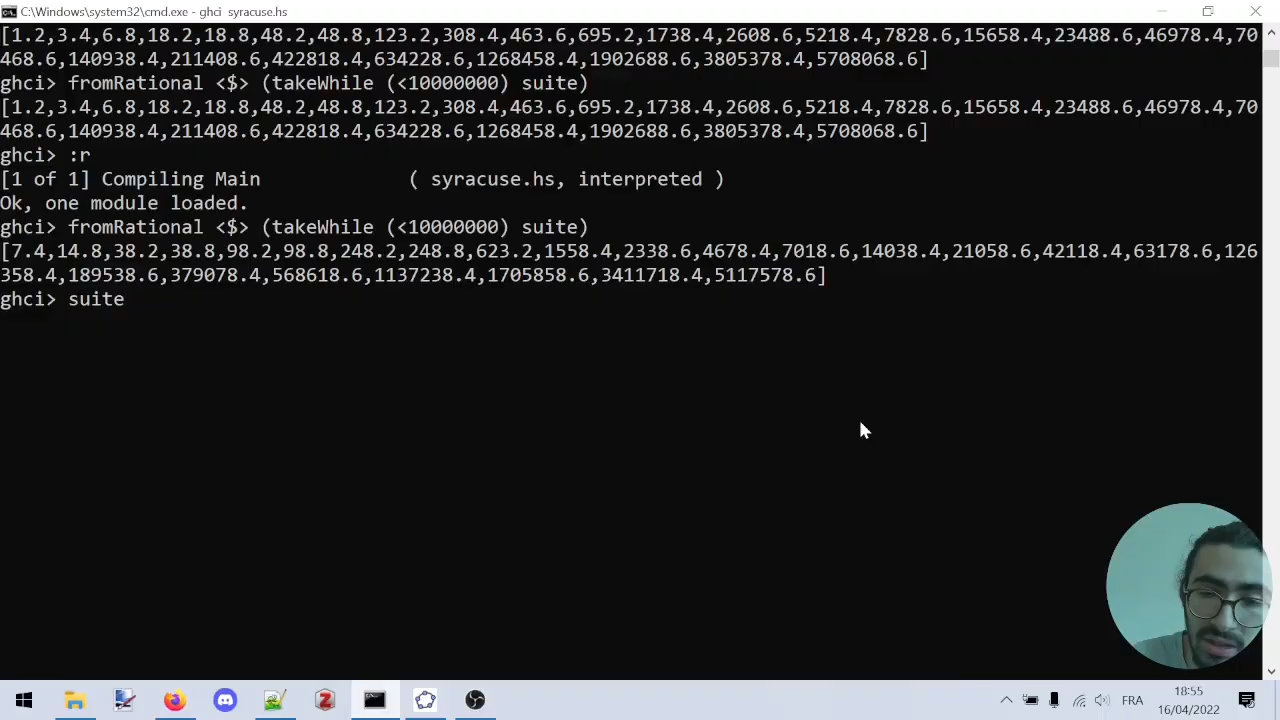 C:\Windows\system32\cmd.exe - ghci  syracuse.hs
[1.2,3.4,6.8,18.2,18.8,48.2,48.8,123.2,308.4,463.6,695.2,1738.4,2608.6,5218.4,7828.6,15658.4,23488.6,46978.4,70
468.6,140938.4,211408.6,422818.4,634228.6,1268458.4,1902688.6,3805378.4,5708068.6]
ghci> fromRational <$> (takeWhile (<10000000) suite)
[1.2,3.4,6.8,18.2,18.8,48.2,48.8,123.2,308.4,463.6,695.2,1738.4,2608.6,5218.4,7828.6,15658.4,23488.6,46978.4,70
468.6,140938.4,211408.6,422818.4,634228.6,1268458.4,1902688.6,3805378.4,5708068.6]
ghci> :r
[1 of 1] Compiling Main             ( syracuse.hs, interpreted )
Ok, one module loaded.
ghci> fromRational <$> (takeWhile (<10000000) suite)
[7.4,14.8,38.2,38.8,98.2,98.8,248.2,248.8,623.2,1558.4,2338.6,4678.4,7018.6,14038.4,21058.6,42118.4,63178.6,126
358.4,189538.6,379078.4,568618.6,1137238.4,1705858.6,3411718.4,5117578.6]
ghci> suite
FRA
18:55
16/04/2022